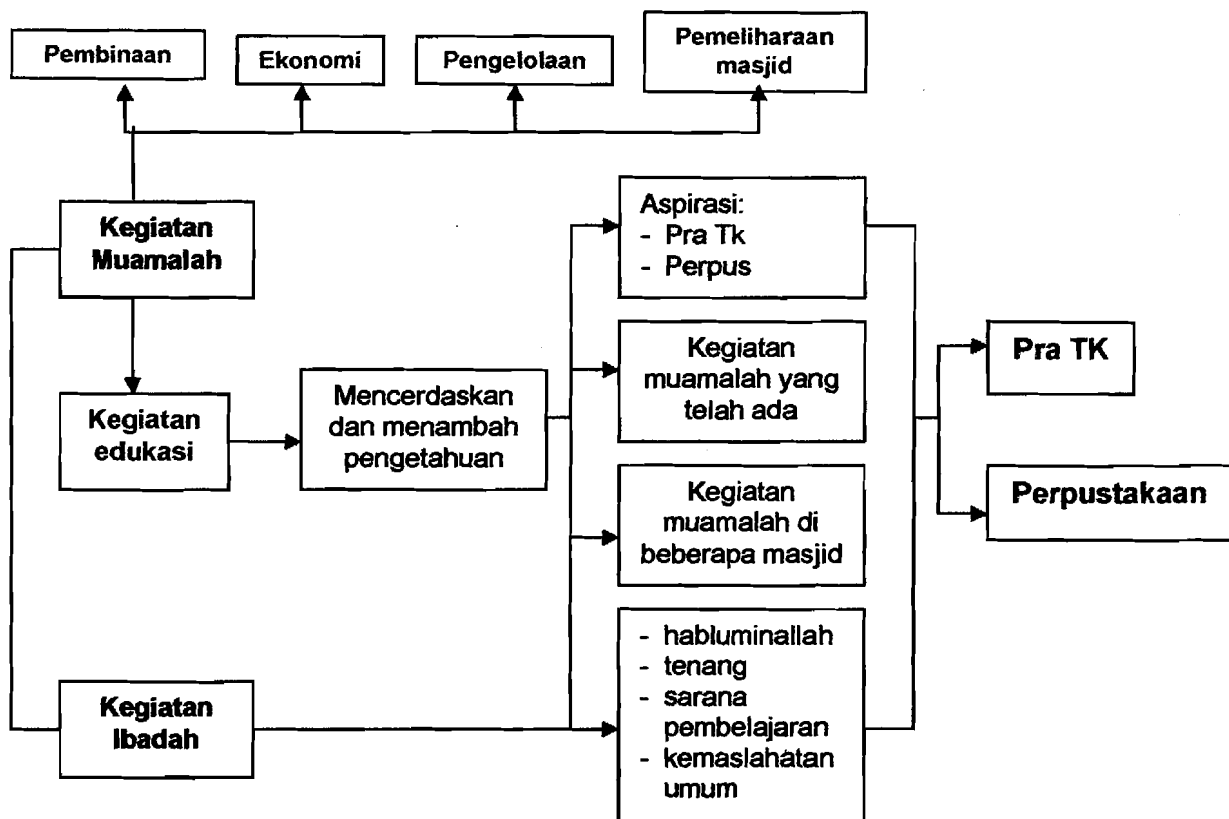 Pembinaan
Ekonomi
Pengelolaan
Pemeliharaan
masjid
Kegiatan
Muamalah
Aspirasi:
- Pra Tk
- Perpus
Kegiatan
muamalah yang
telah ada
Pra TK
Kegiatan
edukasi
Mencerdaskan
dan menambah
pengetahuan
Kegiatan
muamalah di
beberapa masjid
Perpustakaan
Kegiatan
Ibadah
- habluminallah
- tenang
- sarana
pembelajaran
- kemaslahatan
umum